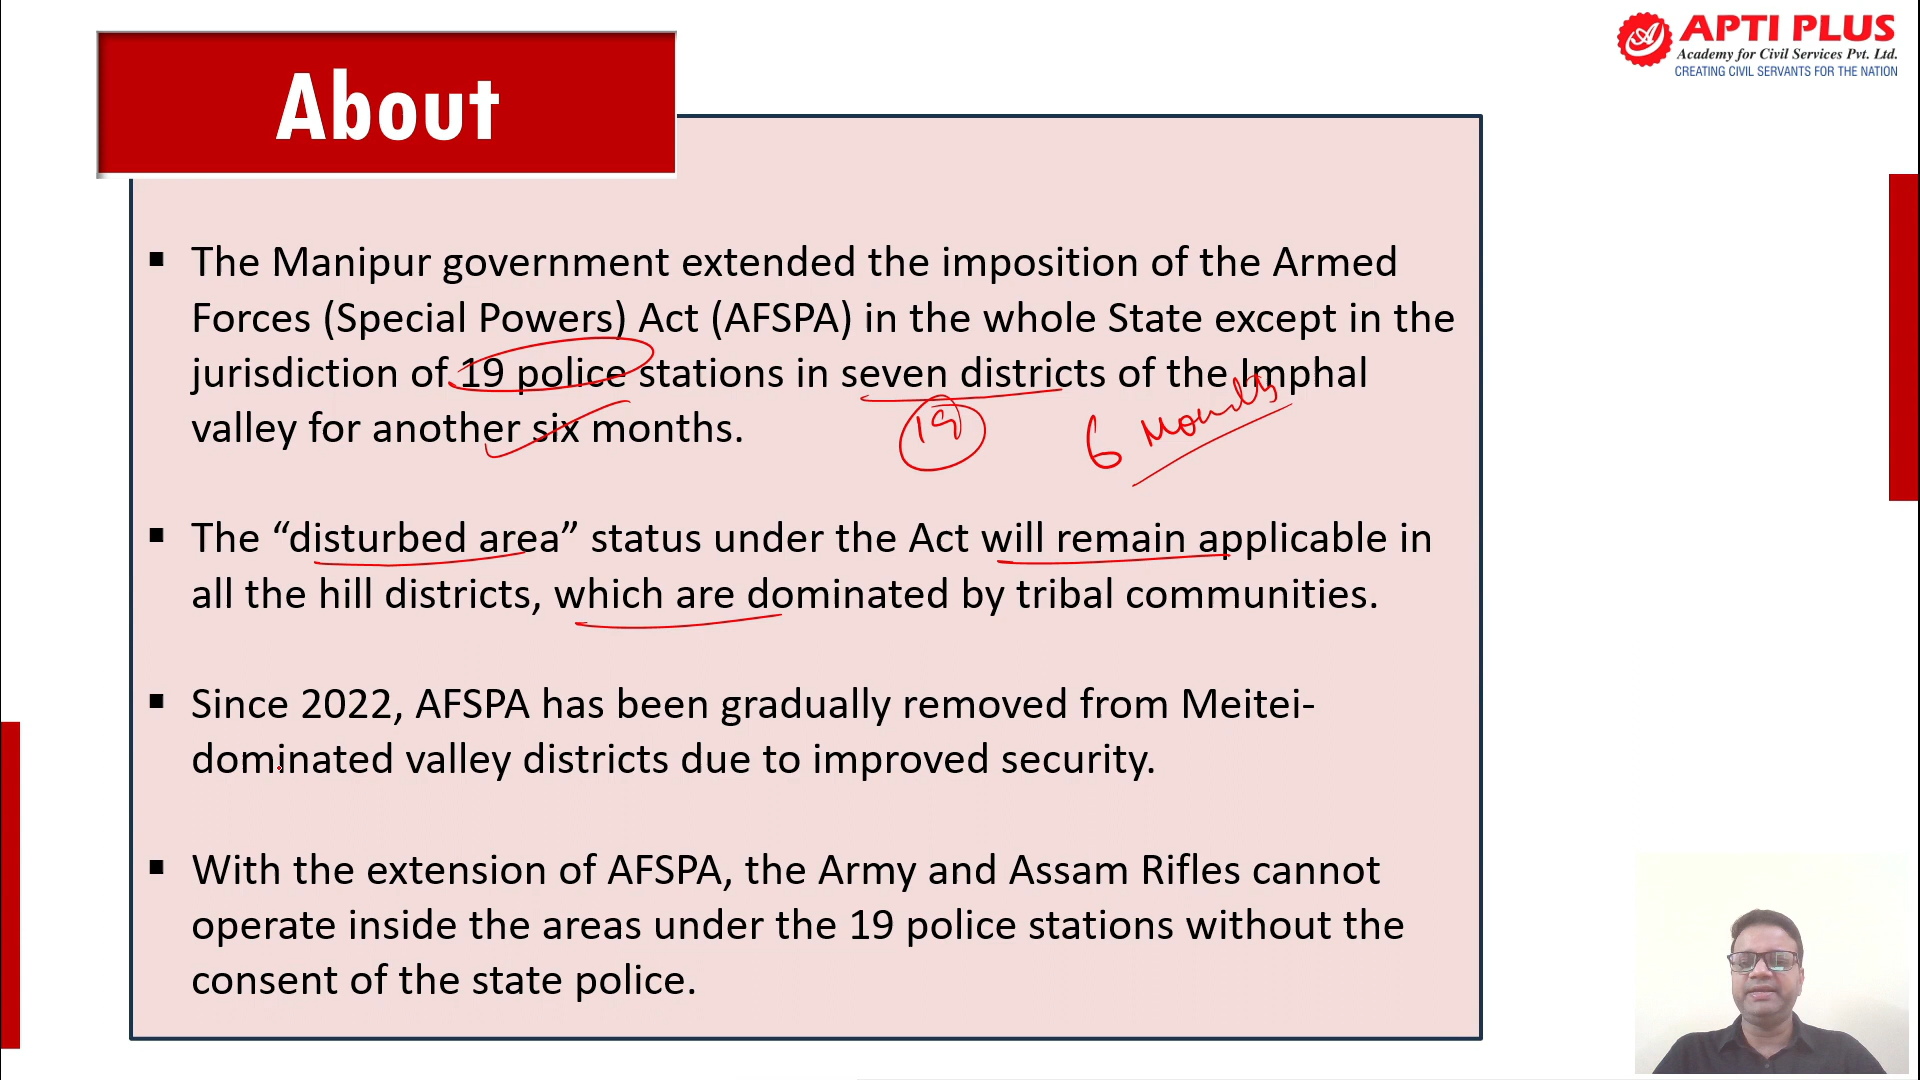 APTI PLUS
Academy for Civil Services Pvt. Ltd.
CREATING CIVIL SERVANTS FOR THE NATION
About
▪ The Manipur government extended the imposition of the Armed
Forces (Special Powers) Act (AFSPA) in the whole State except in the
jurisdiction of 19 police stations in seven districts of the Imphal
valley for another six months.
19
6 Months
▪ The “disturbed area” status under the Act will remain applicable in
all the hill districts, which are dominated by tribal communities.
▪ Since 2022, AFSPA has been gradually removed from Meitei-
dominated valley districts due to improved security.
▪ With the extension of AFSPA, the Army and Assam Rifles cannot
operate inside the areas under the 19 police stations without the
consent of the state police.